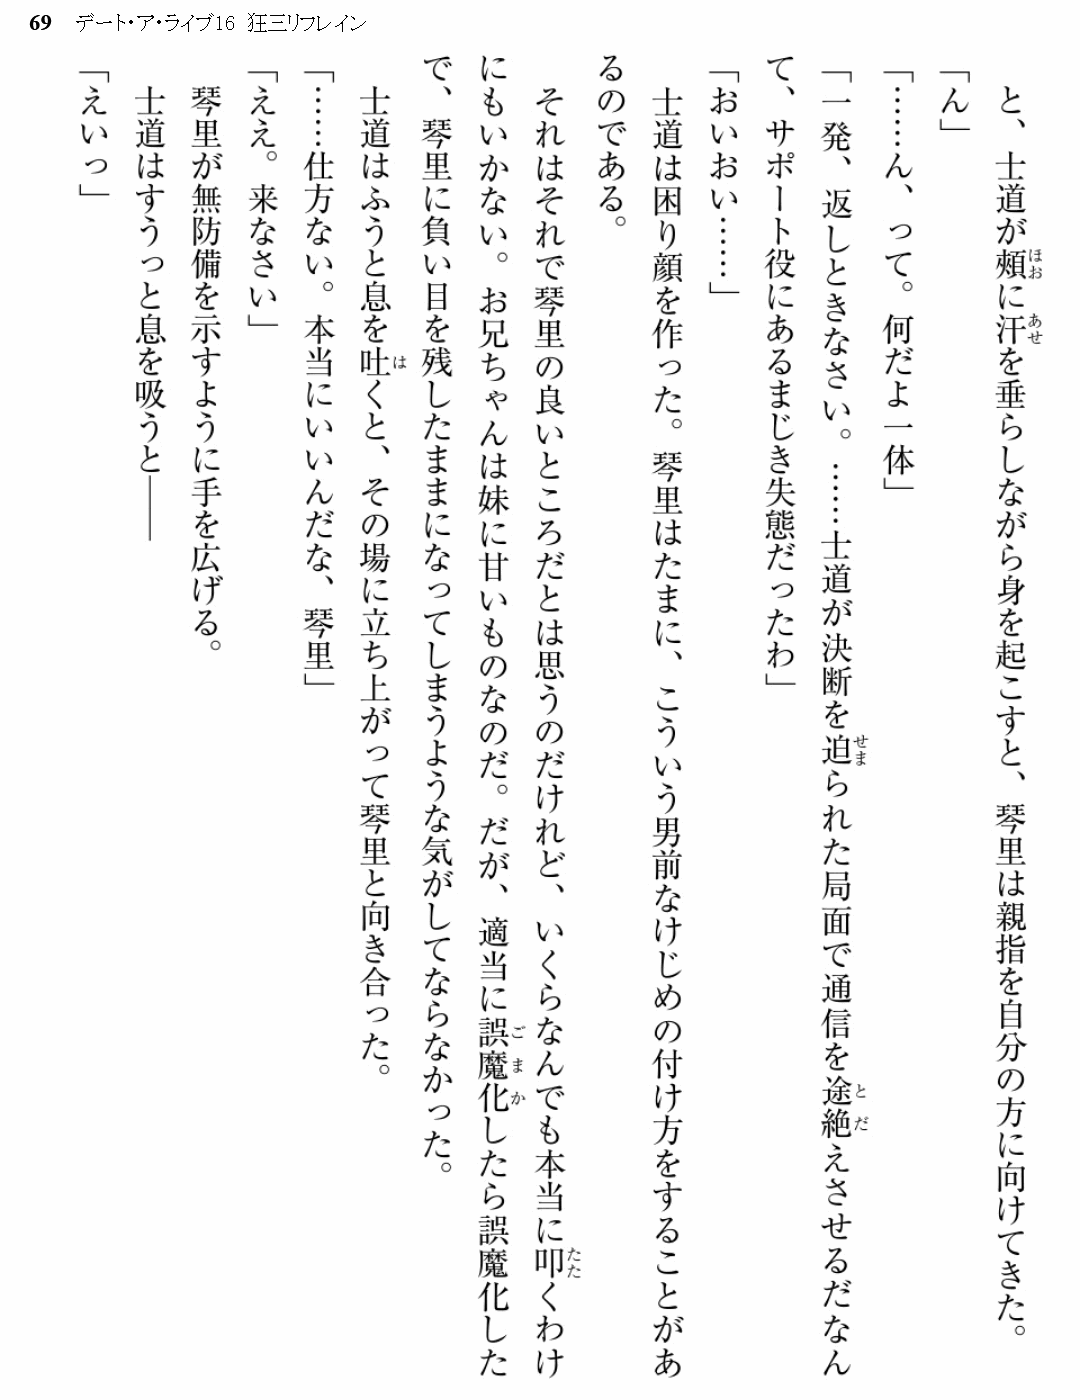 69　デート・ア・ライブ16 狂三リフレイン
　と、士道が頰に汗を垂らしながら身を起こすと、琴里は親指を自分の方に向けてきた。
「ん」
「……ん、って。何だよ一体」
「一発、返しときなさい。……士道が決断を迫られた局面で通信を途絶えさせるだなん
て、サポート役にあるまじき失態だったわ」
「おいおい……」
　士道は困り顔を作った。琴里はたまに、こういう男前なけじめの付け方をすることがあ
るのである。
　それはそれで琴里の良いところだとは思うのだけれど、いくらなんでも本当に叩くわけ
にもいかない。お兄ちゃんは妹に甘いものなのだ。だが、適当に誤魔化したら誤魔化した
で、琴里に負い目を残したままになってしまうような気がしてならなかった。
　士道はふうと息を吐くと、その場に立ち上がって琴里と向き合った。
「……仕方ない。本当にいいんだな、琴里」
「ええ。来なさい」
　琴里が無防備を示すように手を広げる。
　士道はすうっと息を吸うと――
「えいっ」